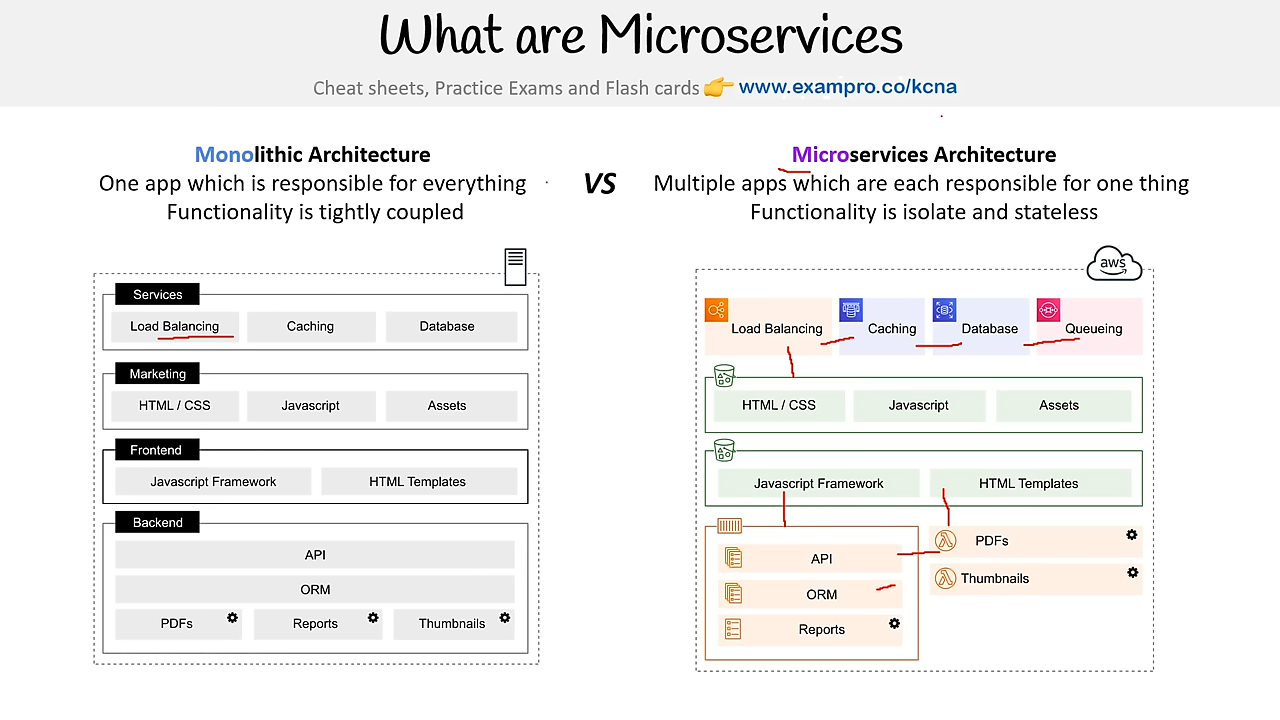 What are Microservices
Cheat sheets, Practice Exams and Flash cards 👉 www.exampro.co/kcna
Monolithic Architecture
One app which is responsible for everything
Functionality is tightly coupled
VS
Microservices Architecture
Multiple apps which are each responsible for one thing
Functionality is isolate and stateless
Services
Load Balancing
Caching
Database
Marketing
HTML / CSS
Javascript
Assets
Frontend
Javascript Framework
HTML Templates
Backend
API
ORM
PDFs
Reports
Thumbnails
aws
Load Balancing
Caching
Database
Queueing
HTML / CSS
Javascript
Assets
Javascript Framework
HTML Templates
API
ORM
Reports
PDFs
Thumbnails